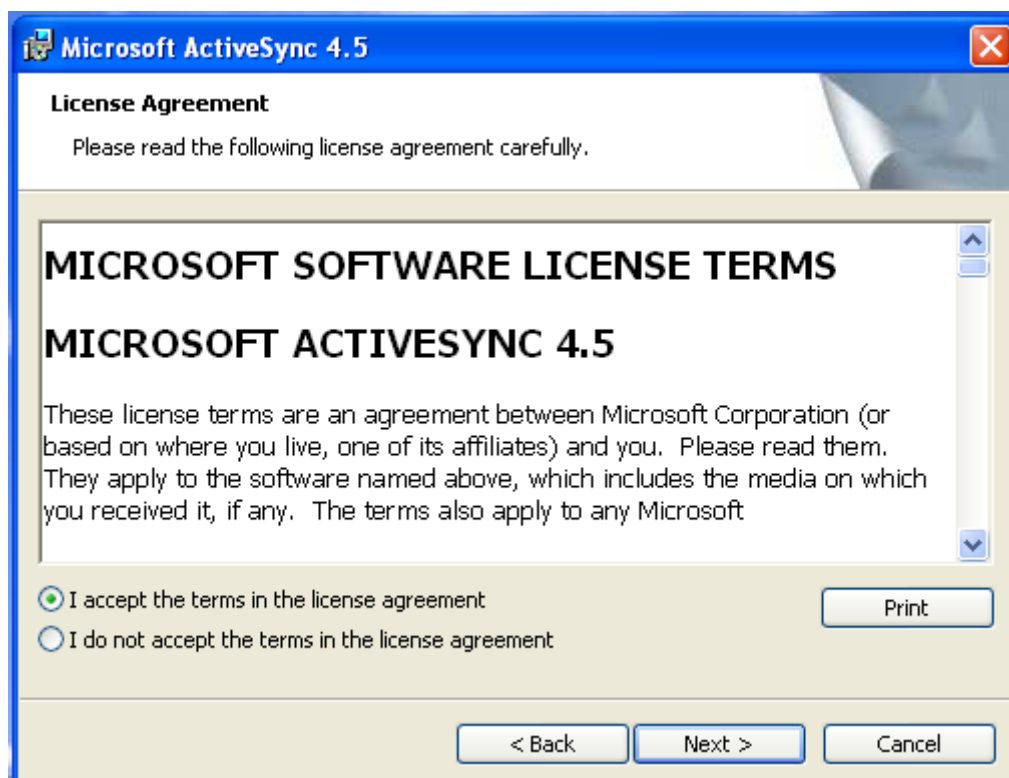 Microsoft ActiveSync 4.5
License Agreement
Please read the following license agreement carefully.
MICROSOFT SOFTWARE LICENSE TERMS
MICROSOFT ACTIVESYNC 4.5
These license terms are an agreement between Microsoft Corporation (or
based on where you live, one of its affiliates) and you.  Please read them.
They apply to the software named above, which includes the media on which
you received it, if any.  The terms also apply to any Microsoft
I accept the terms in the license agreement
Print
I do not accept the terms in the license agreement
< Back
Next >
Cancel